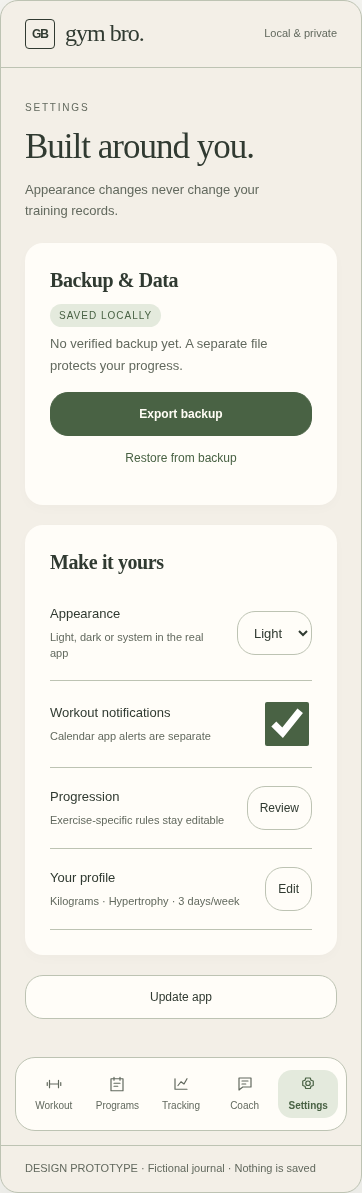 GB gym bro. Local & private
SETTINGS
Built around you.
Appearance changes never change your
training records.
Backup & Data
SAVED LOCALLY
No verified backup yet. A separate file
protects your progress.
Export backup
Restore from backup
Make it yours
Appearance
Light, dark or system in the real
app
Light
Workout notifications
Calendar app alerts are separate
Progression
Exercise-specific rules stay editable
Review
Your profile
Kilograms · Hypertrophy · 3 days/week
Edit
Update app
Workout Programs Tracking Coach Settings
DESIGN PROTOTYPE · Fictional journal · Nothing is saved